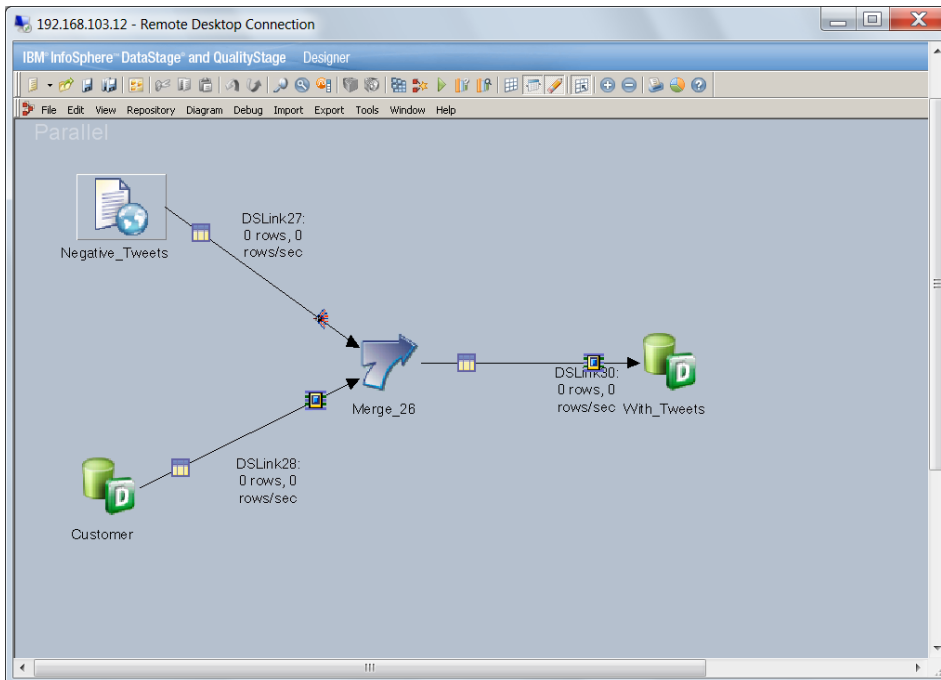 192.168.103.12 - Remote Desktop Connection
IBM® InfoSphere™ DataStage® and QualityStage Designer
File Edit View Repository Diagram Debug Import Export Tools Window Help
Parallel
DSLink27:
0 rows, 0
rows/sec
Negative_Tweets
DSLink30:
0 rows, 0
rows/sec
With_Tweets
Merge_26
DSLink28:
0 rows, 0
rows/sec
Customer